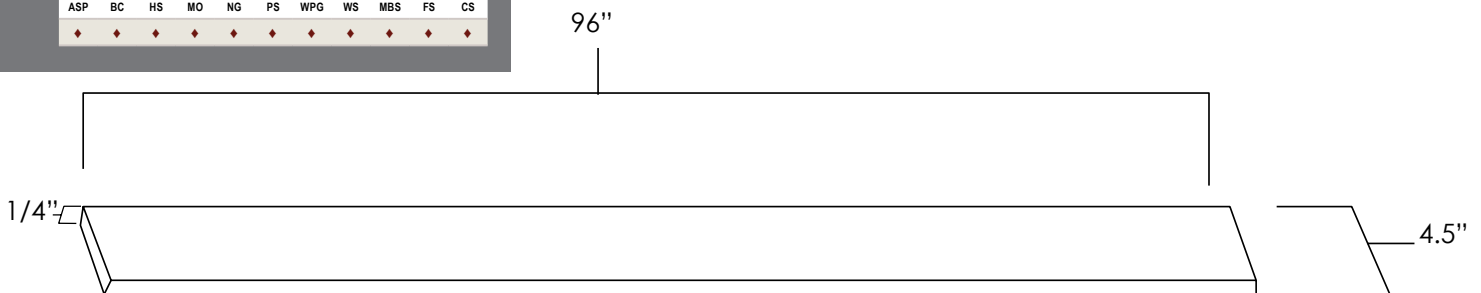 ASP BC HS MO NG PS WPG WS MBS FS CS
96”
1/4”
4.5”